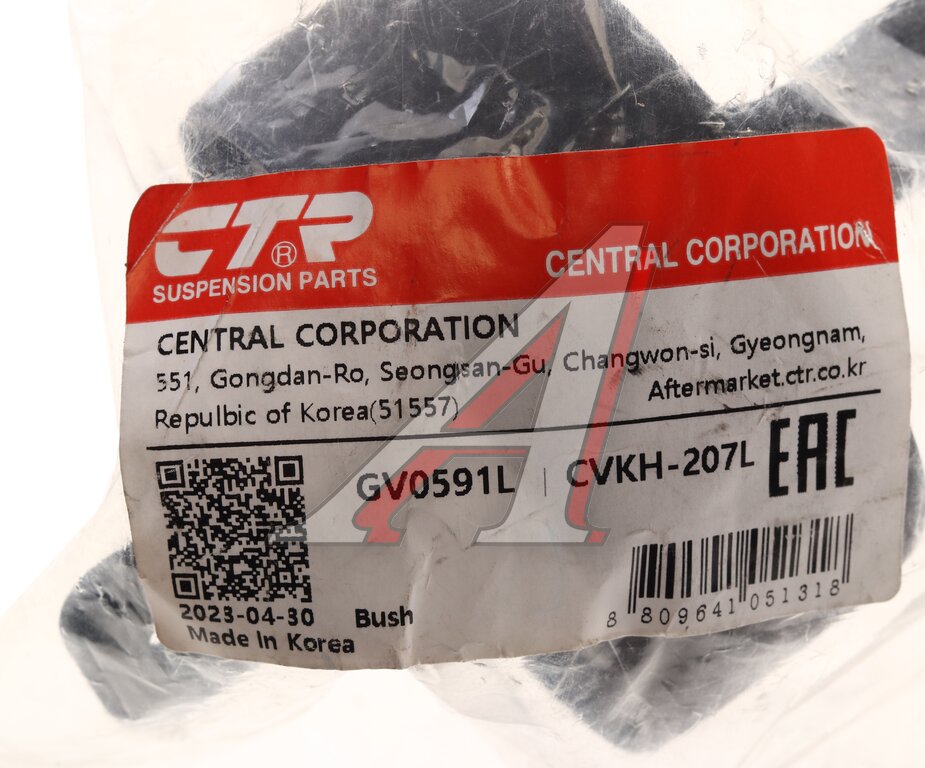 CTR®
SUSPENSION PARTS
CENTRAL CORPORATION
CENTRAL CORPORATION
551, Gongdan-Ro, Seongsan-Gu, Changwon-si, Gyeongnam,
Repulbic of Korea(51557)
Aftermarket.ctr.co.kr
GV0591L | CVKH-207L EAC
2023-04-30 Bush
Made In Korea
8 809641 051318